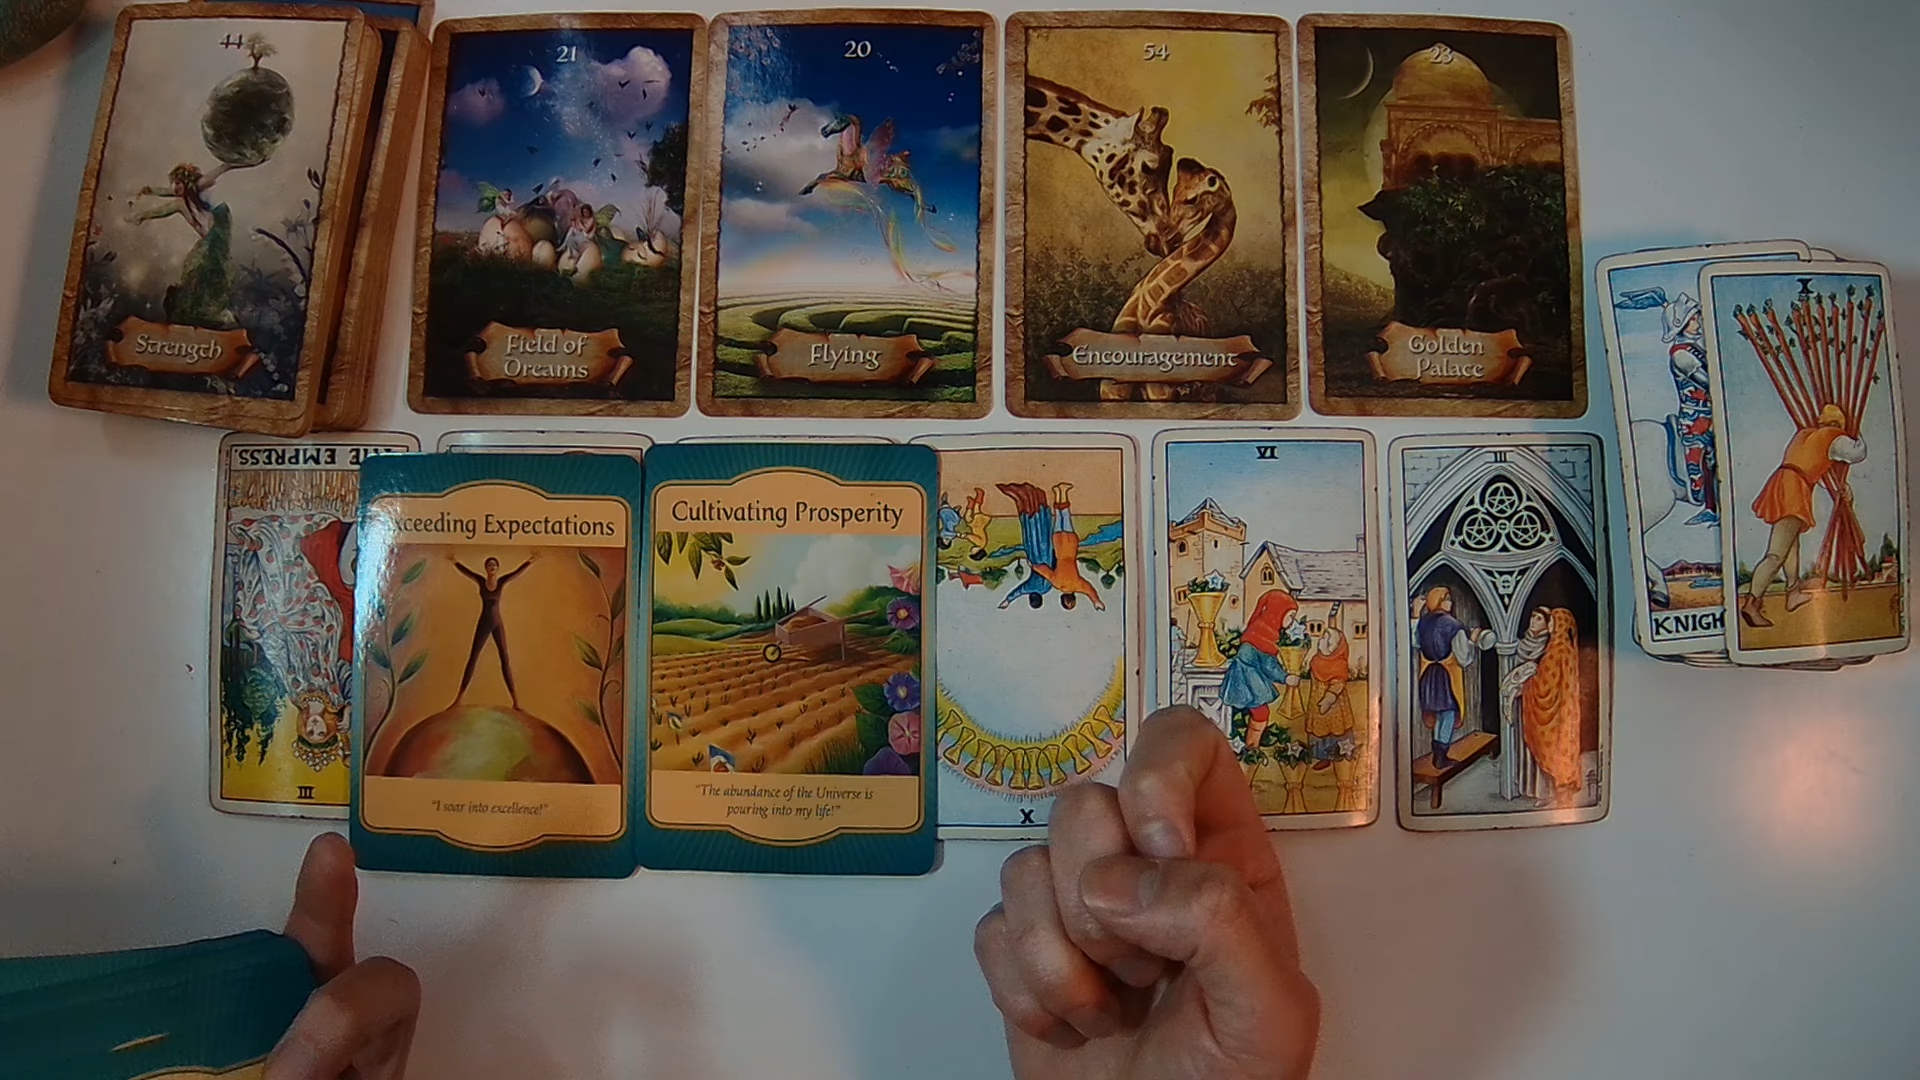 44
Strength
21
Field of
Dreams
20
Flying
54
Encouragement
23
Golden
Palace
THE EMPRESS.
III
Exceeding Expectations
"I soar into excellence!"
Cultivating Prosperity
"The abundance of the Universe is
pouring into my life!"
X
VI
III
KNIGH
X